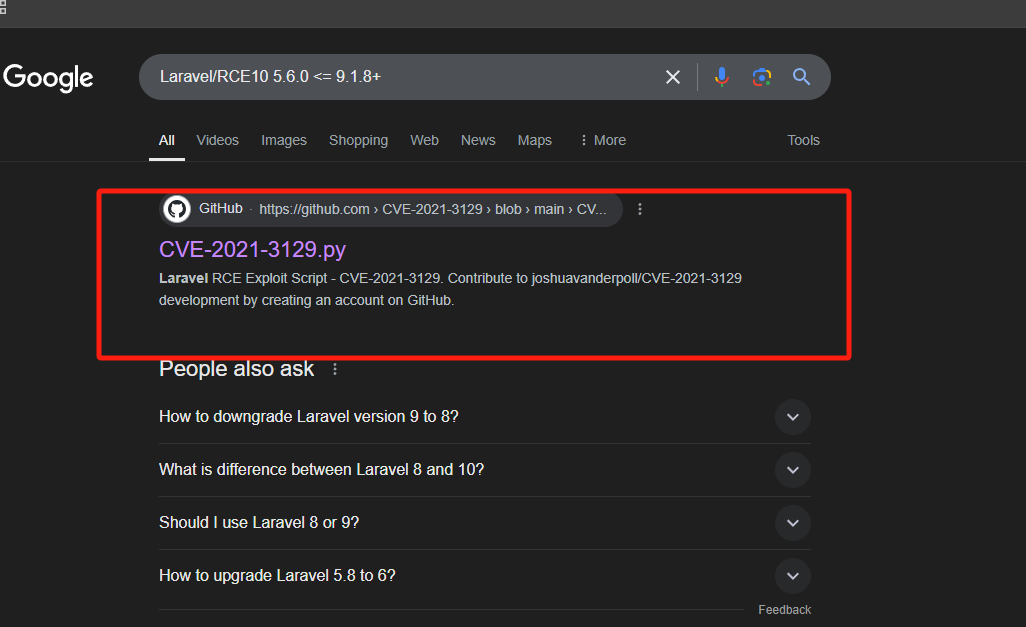 Google
Laravel/RCE10 5.6.0 <= 9.1.8+
All Videos Images Shopping Web News Maps More Tools
GitHub · https://github.com › CVE-2021-3129 › blob › main › CV...
CVE-2021-3129.py
Laravel RCE Exploit Script - CVE-2021-3129. Contribute to joshuavanderpoll/CVE-2021-3129
development by creating an account on GitHub.
People also ask
How to downgrade Laravel version 9 to 8?
What is difference between Laravel 8 and 10?
Should I use Laravel 8 or 9?
How to upgrade Laravel 5.8 to 6?
Feedback